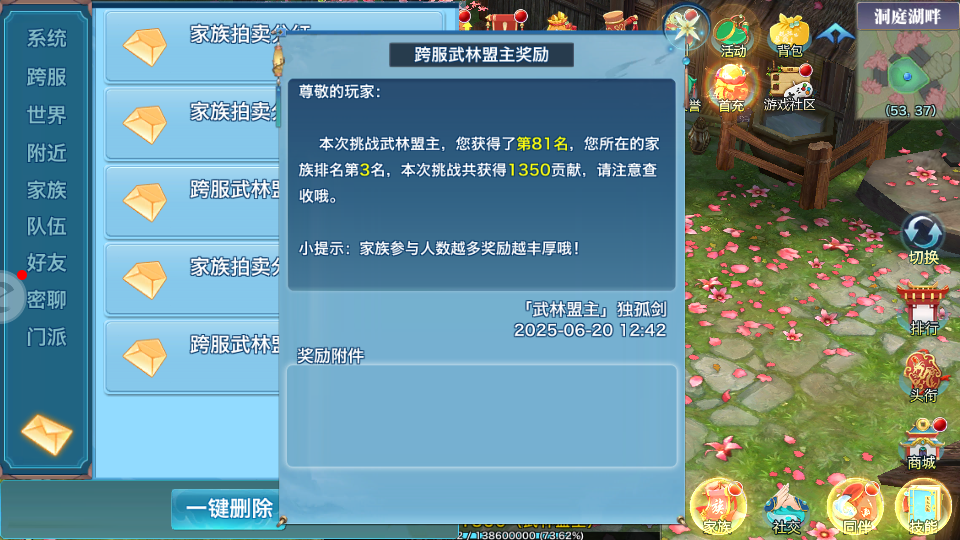 系统
跨服
世界
附近
家族
队伍
好友
密聊
门派
家族拍卖分红
家族拍卖分
跨服武林盟
家族拍卖分
跨服武林盟
一键删除
跨服武林盟主奖励
尊敬的玩家：
本次挑战武林盟主，您获得了第81名，您所在的家
族排名第3名，本次挑战共获得1350贡献，请注意查
收哦。
小提示：家族参与人数越多奖励越丰厚哦！
「武林盟主」独孤剑
2025-06-20 12:42
奖励附件
活动
背包
誉
首充
游戏社区
洞庭湖畔
(53, 37)
切换
排行
头衔
商城
家族
社交
同伴
技能
138600000 (73.62%)